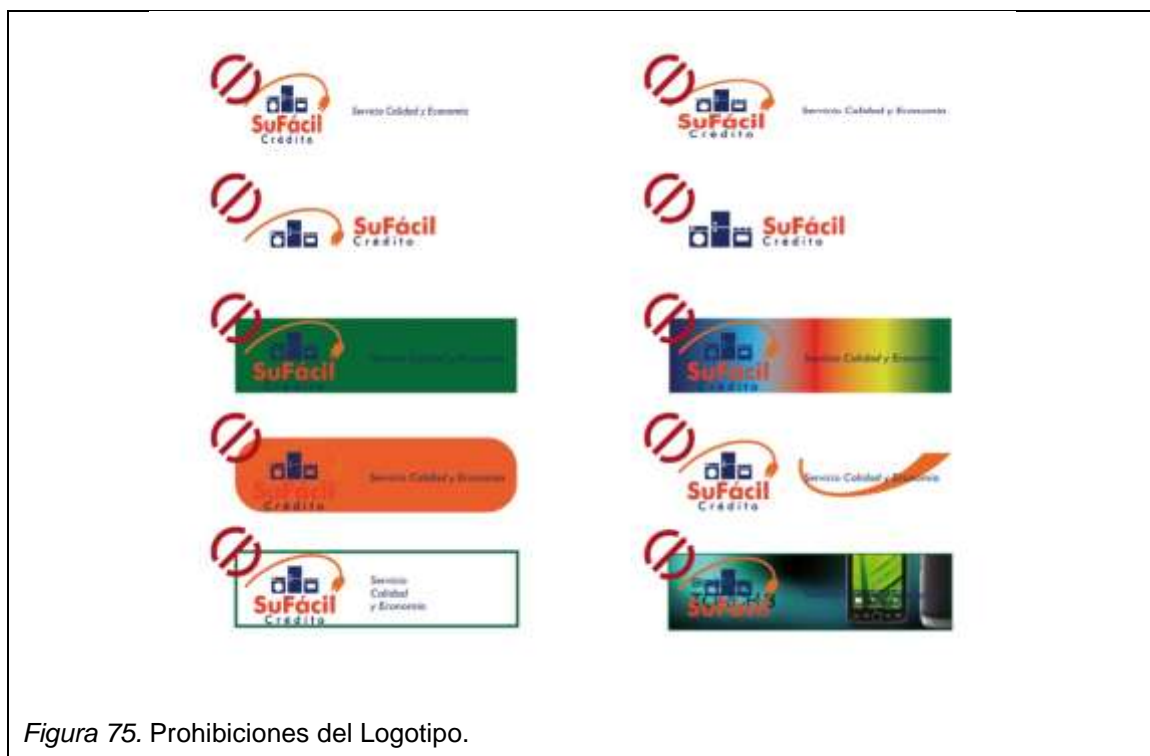 SuFácil
Crédito
Servicio Calidad y Economía
SuFácil
Crédito
Servicio Calidad y Economía
SuFácil
Crédito
SuFácil
Crédito
SuFácil
Crédito
Servicio Calidad y Economía
SuFácil
Crédito
Servicio Calidad y Economía
SuFácil
Crédito
Servicio Calidad y Economía
SuFácil
Crédito
Servicio Calidad y Economía
SuFácil
Crédito
Servicio
Calidad
y Economía
SuFácil
Figura 75. Prohibiciones del Logotipo.